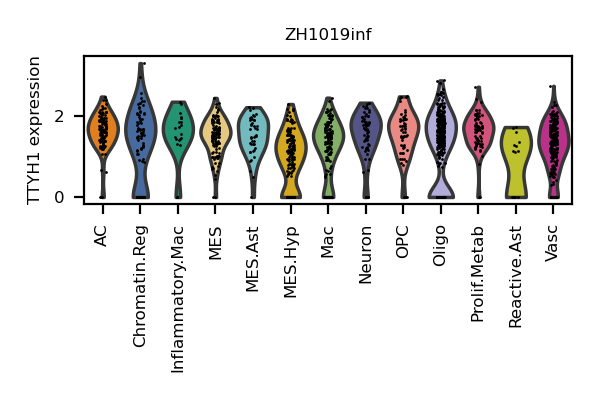 ZH1019inf
TTYH1 expression
2
0
AC
Chromatin.Reg
Inflammatory.Mac
MES
MES.Ast
MES.Hyp
Mac
Neuron
OPC
Oligo
Prolif.Metab
Reactive.Ast
Vasc